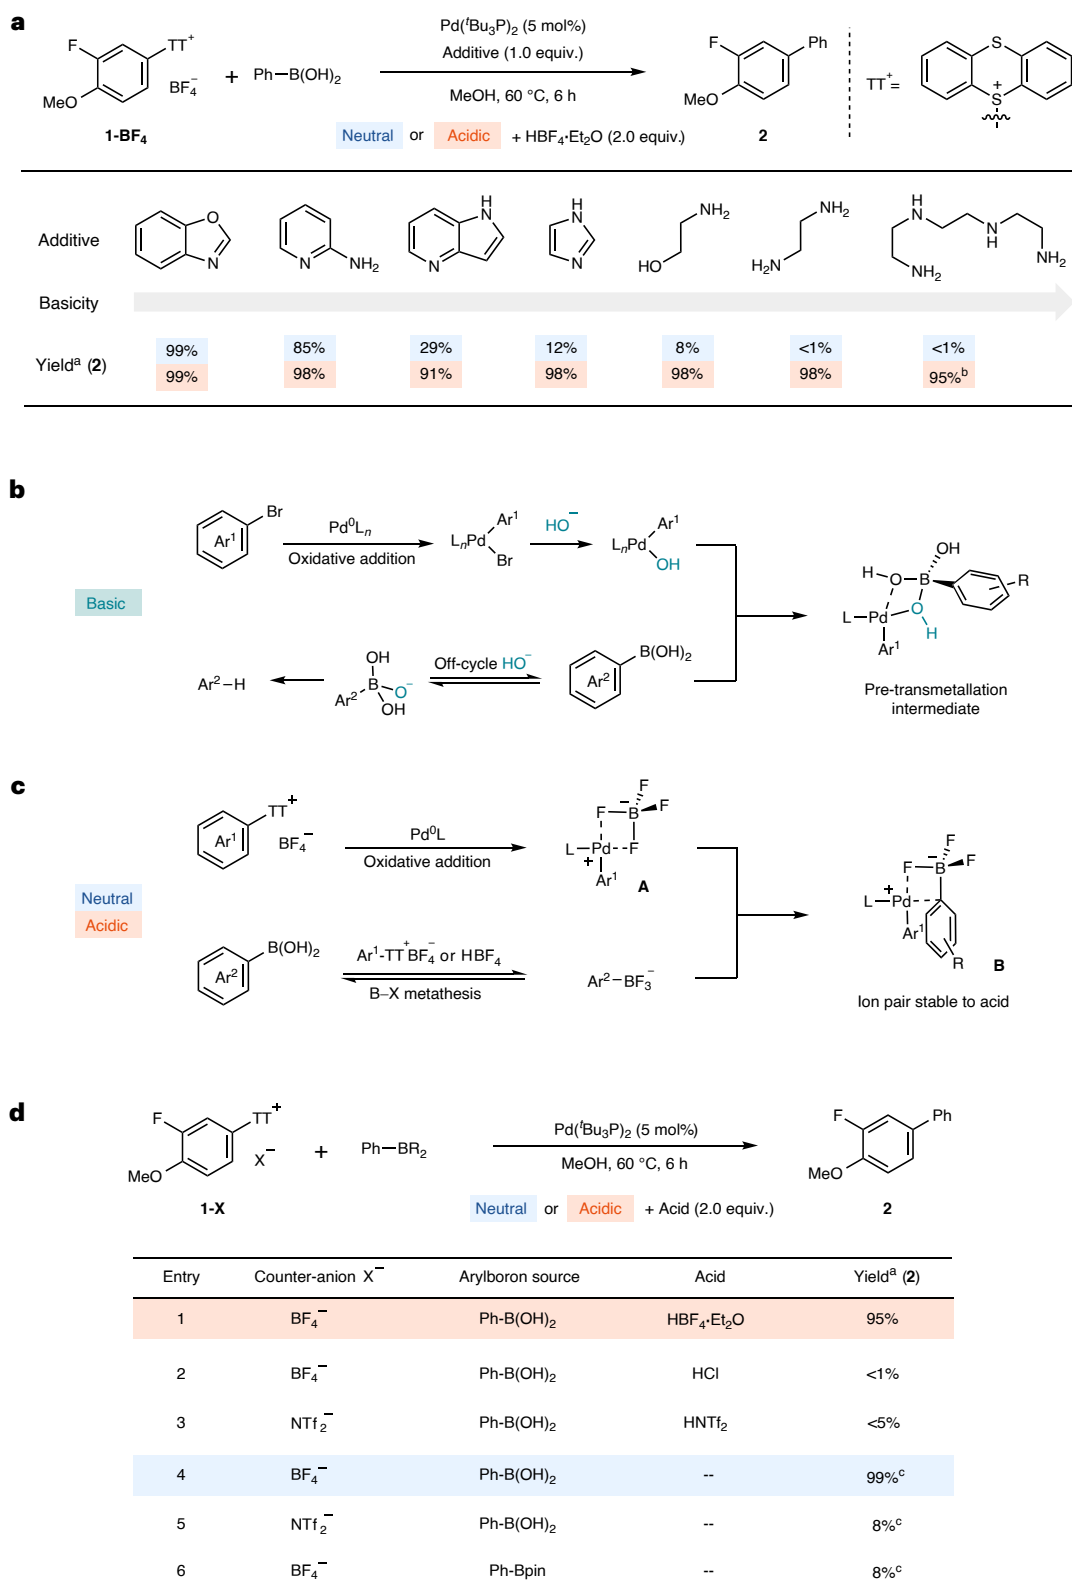 a
F
TT⁺
MeO
BF₄⁻
1-BF₄
+
Ph–B(OH)₂
Pd(ᵗBu₃P)₂ (5 mol%)
Additive (1.0 equiv.)
MeOH, 60 °C, 6 h
Neutral or Acidic + HBF₄·Et₂O (2.0 equiv.)
F
Ph
MeO
2
TT⁺=
S
S
+
Additive
O
N
N
NH₂
H
N
N
H
N
N
NH₂
HO
NH₂
H₂N
H
N
N
H
NH₂
NH₂
Basicity
Yieldᵃ (2)
99% 85% 29% 12% 8% <1% <1%
99% 98% 91% 98% 98% 98% 95%ᵇ
b
Basic
Br
Ar¹
Pd⁰Lₙ
Oxidative addition
LₙPd
Ar¹
Br
HO⁻
LₙPd
Ar¹
OH
Ar²–H
OH
B
O⁻
Ar²
OH
Off-cycle HO⁻
B(OH)₂
Ar²
OH
H
O
B
R
L
Pd
O
H
Ar¹
Pre-transmetallation
intermediate
c
Neutral
Acidic
TT⁺
Ar¹
BF₄⁻
Pd⁰L
Oxidative addition
F
F
B⁻
F
L
Pd
F
+
Ar¹
A
B(OH)₂
Ar²
Ar¹-TT⁺BF₄⁻ or HBF₄
B–X metathesis
Ar²–BF₃⁻
F
F
B⁻
F
+
L
Pd
Ar¹
R
B
Ion pair stable to acid
d
F
TT⁺
MeO
X⁻
1-X
+
Ph–BR₂
Pd(ᵗBu₃P)₂ (5 mol%)
MeOH, 60 °C, 6 h
Neutral or Acidic + Acid (2.0 equiv.)
F
Ph
MeO
2
Entry Counter-anion X⁻ Arylboron source Acid Yieldᵃ (2)
1 BF₄⁻ Ph-B(OH)₂ HBF₄·Et₂O 95%
2 BF₄⁻ Ph-B(OH)₂ HCl <1%
3 NTf₂⁻ Ph-B(OH)₂ HNTf₂ <5%
4 BF₄⁻ Ph-B(OH)₂ -- 99%ᶜ
5 NTf₂⁻ Ph-B(OH)₂ -- 8%ᶜ
6 BF₄⁻ Ph-Bpin -- 8%ᶜ